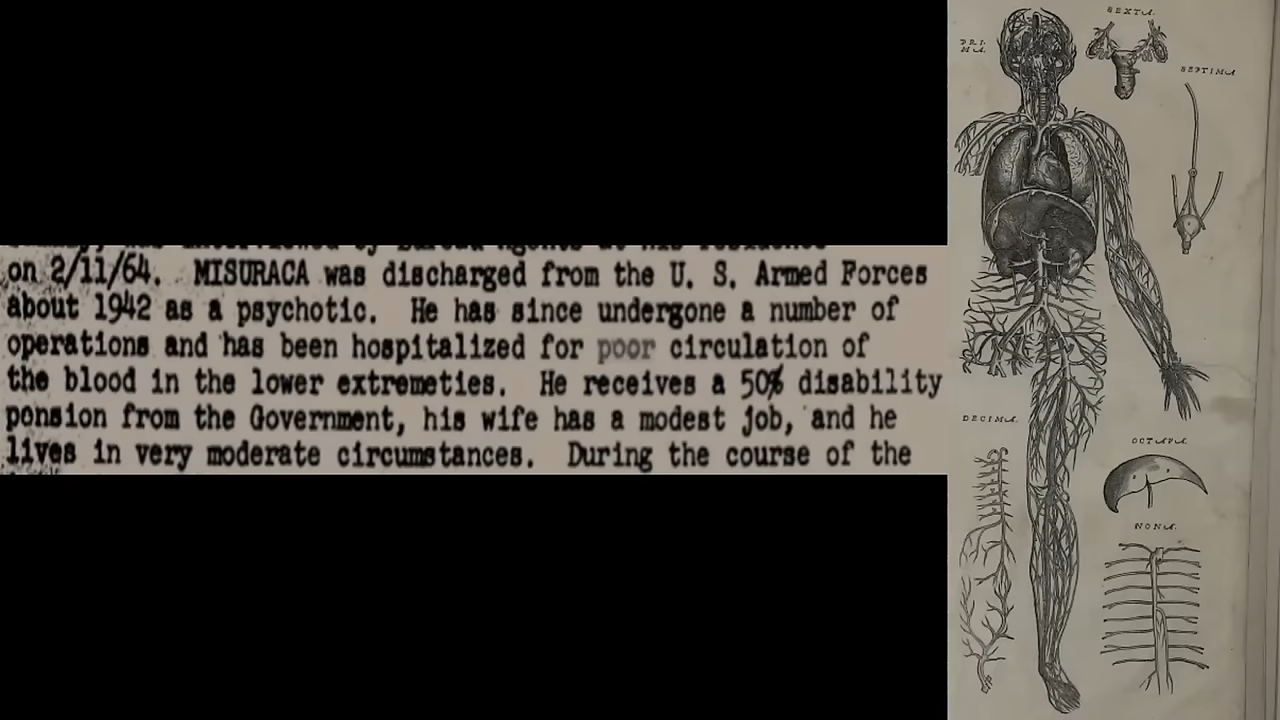 on 2/11/64. MISURACA was discharged from the U. S. Armed Forces
about 1942 as a psychotic. He has since undergone a number of
operations and has been hospitalized for poor circulation of
the blood in the lower extremeties. He receives a 50% disability
pension from the Government, his wife has a modest job, and he
lives in very moderate circumstances. During the course of the
PRI.
MA.
SEXTA.
SEPTIMA
DECIMA.
OCTAVA.
NONA.